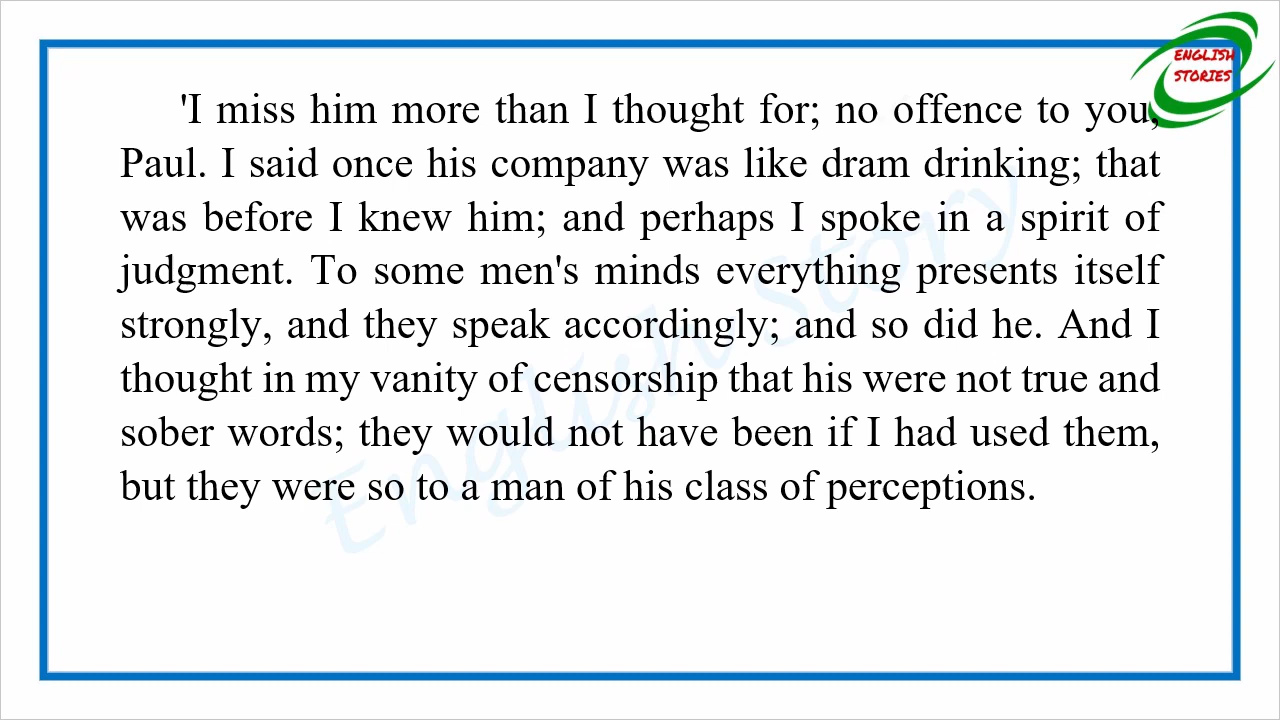 ENGLISH
STORIES
'I miss him more than I thought for; no offence to you,
Paul. I said once his company was like dram drinking; that
was before I knew him; and perhaps I spoke in a spirit of
judgment. To some men's minds everything presents itself
strongly, and they speak accordingly; and so did he. And I
thought in my vanity of censorship that his were not true and
sober words; they would not have been if I had used them,
but they were so to a man of his class of perceptions.
English Story